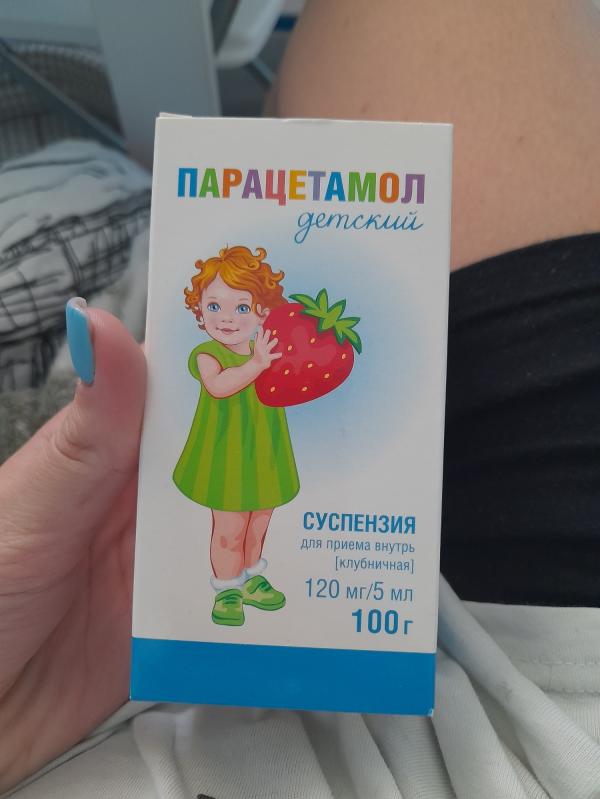 ПАРАЦЕТАМОЛ
детский
СУСПЕНЗИЯ
для приема внутрь
[клубничная]
120 мг/5 мл
100 г